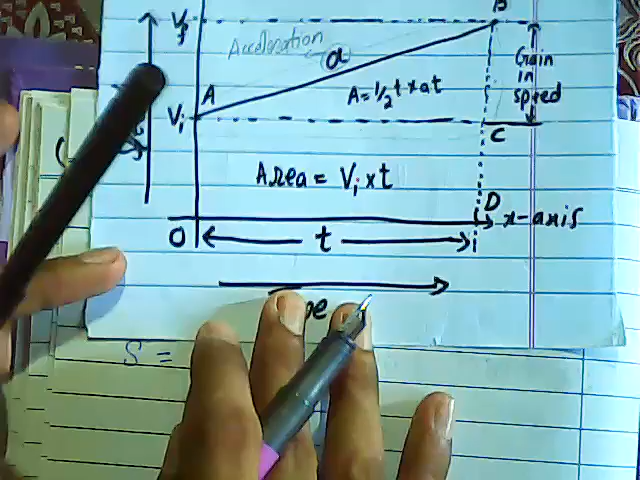 Vf
B
Acceleration
a
Gain
in
speed
A
A = 1/2 t x at
Vi
C
Area = Vi x t
D
x-axis
O
t
S =